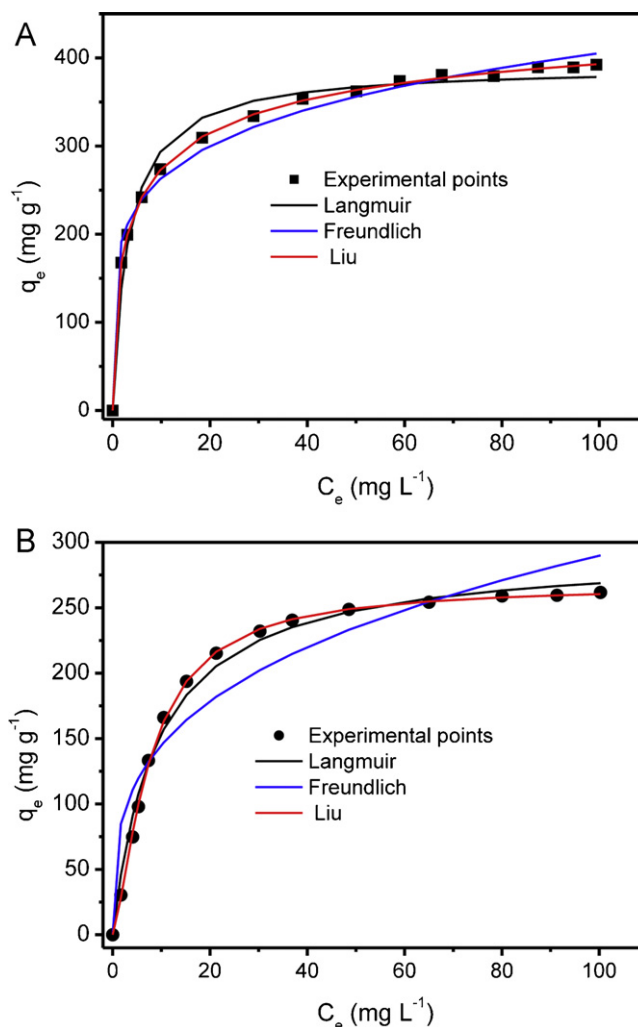 A
400
300
200
100
0
qₑ (mg g⁻¹)
Experimental points
Langmuir
Freundlich
Liu
0 20 40 60 80 100
Cₑ (mg L⁻¹)
B
300
250
200
150
100
50
0
qₑ (mg g⁻¹)
Experimental points
Langmuir
Freundlich
Liu
0 20 40 60 80 100
Cₑ (mg L⁻¹)